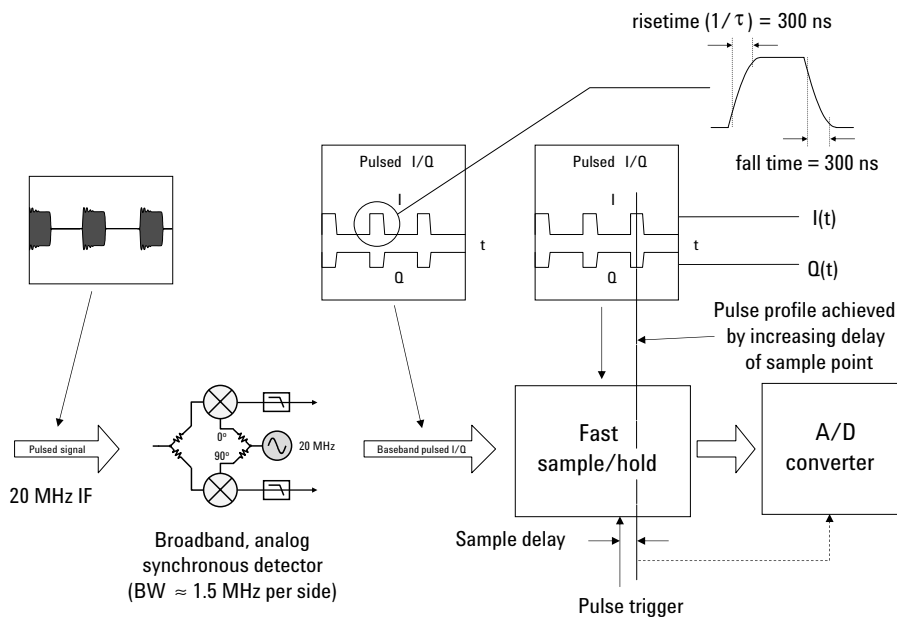 risetime (1/τ) = 300 ns
fall time = 300 ns
Pulsed I/Q
I
t
Q
Pulsed I/Q
I
t
Q
I(t)
Q(t)
Pulse profile achieved
by increasing delay
of sample point
Pulsed signal
20 MHz IF
0°
90°
20 MHz
Broadband, analog
synchronous detector
(BW ≈ 1.5 MHz per side)
Baseband pulsed I/Q
Fast
sample/hold
A/D
converter
Sample delay
Pulse trigger